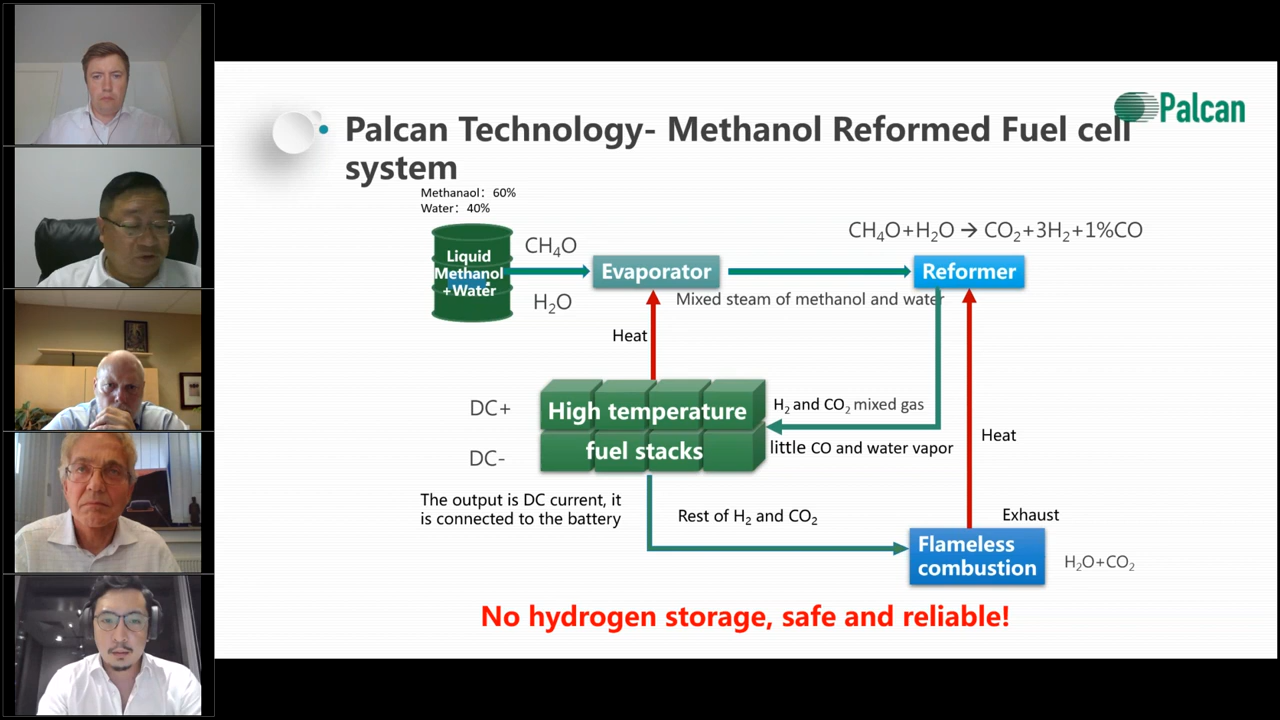 Palcan
Palcan Technology- Methanol Reformed Fuel cell
system
Methanaol: 60%
Water: 40%
CH₄O+H₂O → CO₂+3H₂+1%CO
Liquid
Methanol
+Water
CH₄O
H₂O
Evaporator
Reformer
Mixed steam of methanol and water
Heat
DC+
DC-
High temperature
fuel stacks
H₂ and CO₂ mixed gas
little CO and water vapor
Heat
The output is DC current, it
is connected to the battery
Rest of H₂ and CO₂
Exhaust
Flameless
combustion
H₂O+CO₂
No hydrogen storage, safe and reliable!